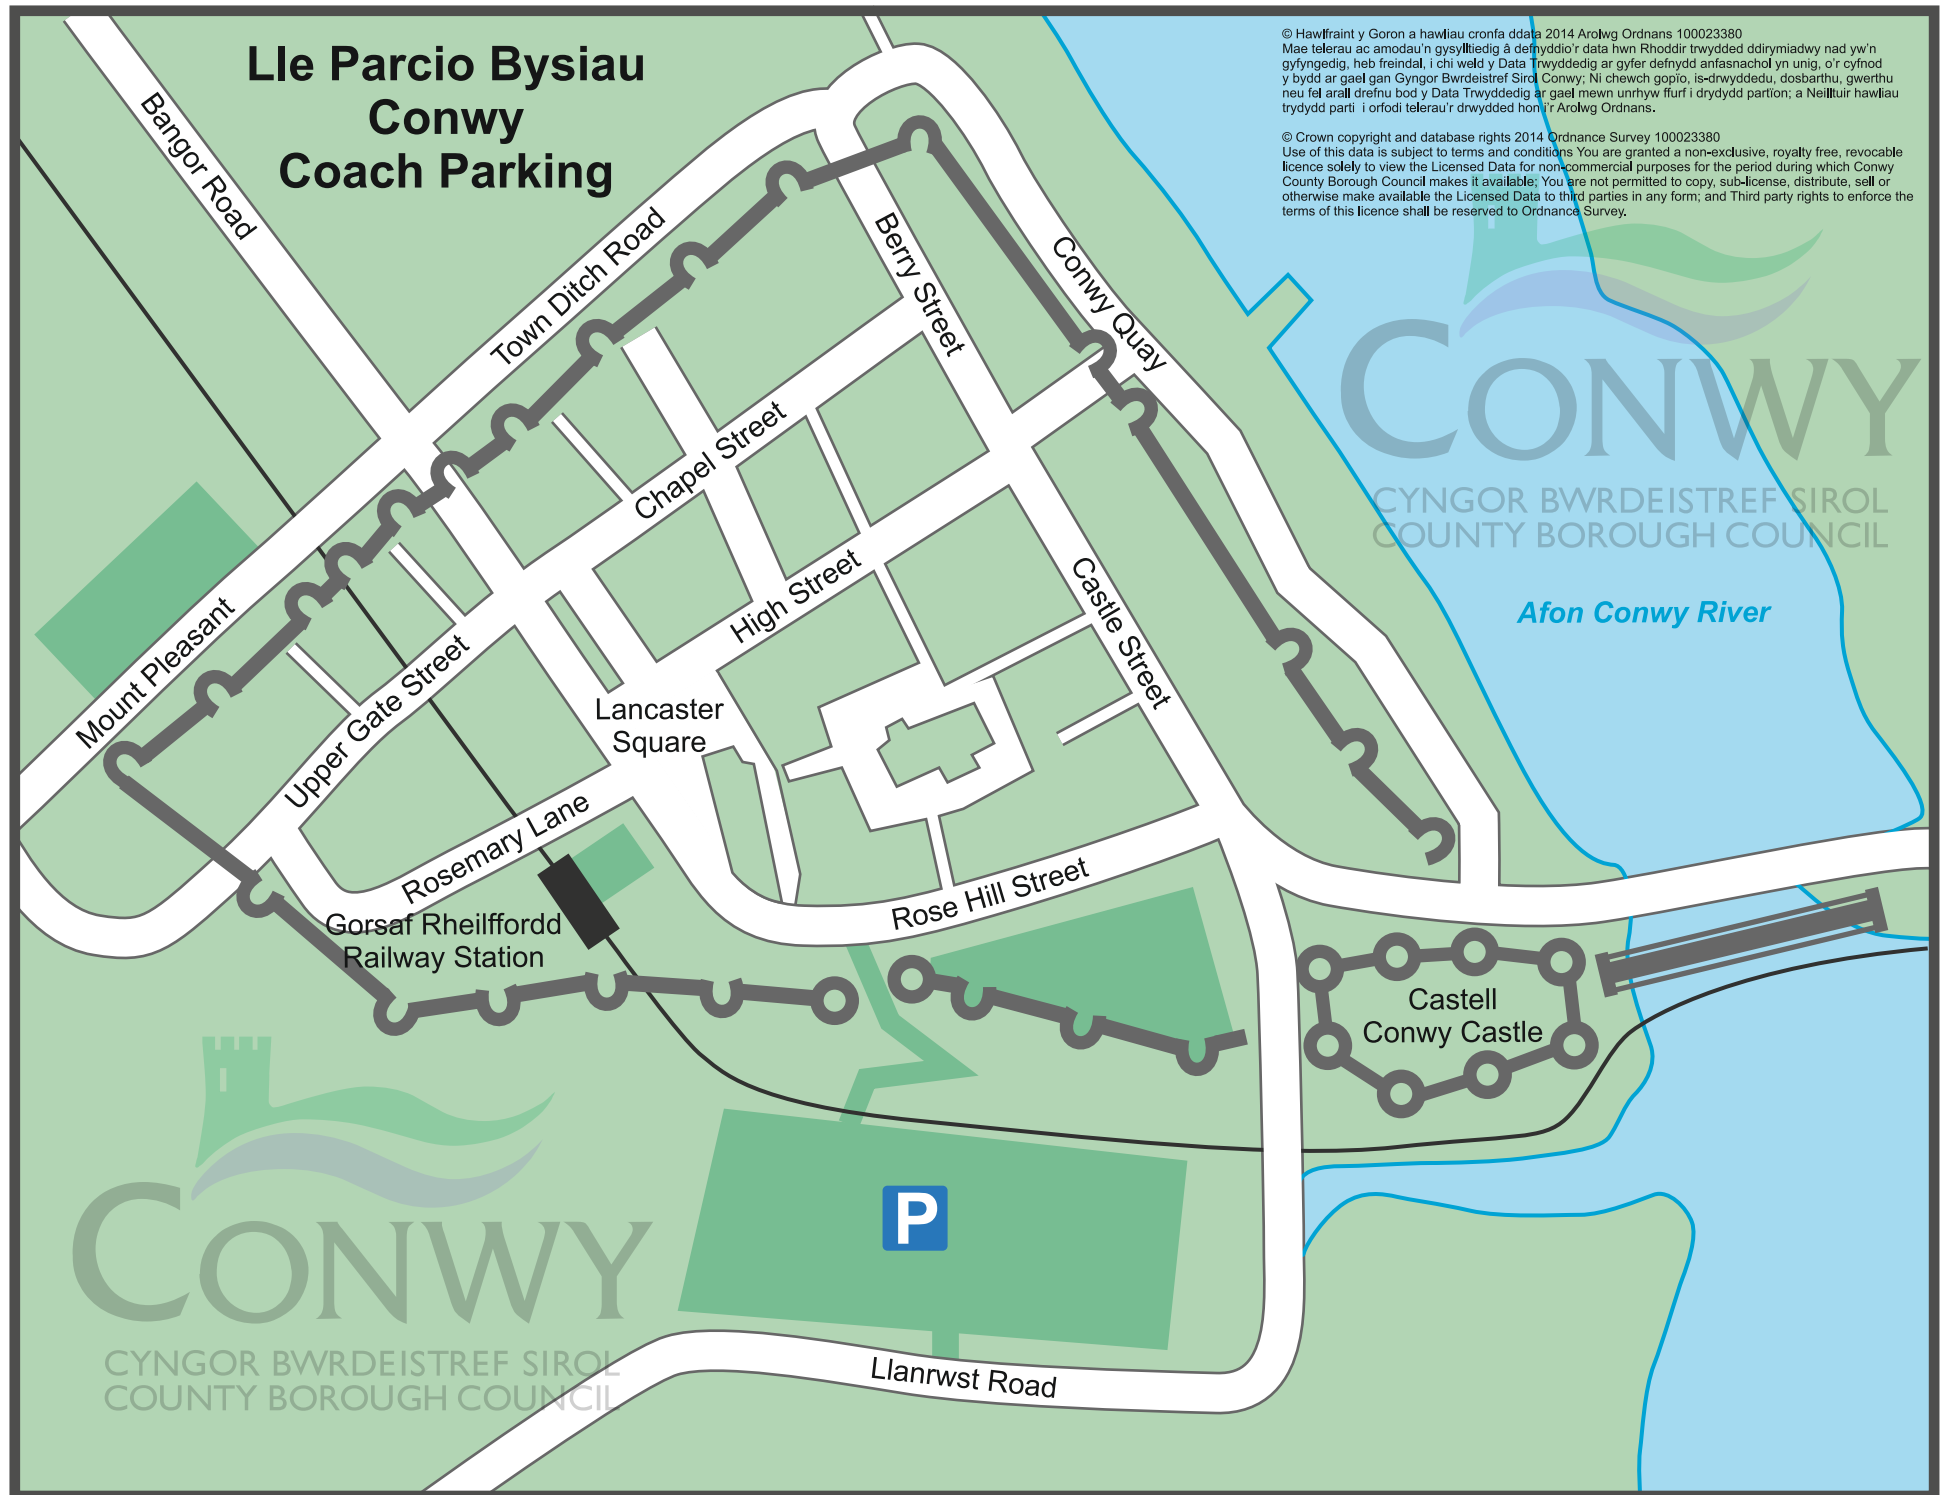 Lle Parcio Bysiau
Conwy
Coach Parking
© Hawlfraint y Goron a hawliau cronfa ddata 2014 Arolwg Ordnans 100023380
Mae telerau ac amodau'n gysylltiedig â defnyddio'r data hwn Rhoddir trwydded ddirymiadwy nad yw'n
gyfyngedig, heb freindal, i chi weld y Data Trwyddedig ar gyfer defnydd anfasnachol yn unig, o'r cyfnod
y bydd ar gael gan Gyngor Bwrdeistref Sirol Conwy; Ni chewch gopïo, is-drwyddedu, dosbarthu, gwerthu
neu fel arall drefnu bod y Data Trwyddedig ar gael mewn unrhyw ffurf i drydydd partïon; a Neilltuir hawliau
trydydd parti i orfodi telerau'r drwydded hon i'r Arolwg Ordnans.
© Crown copyright and database rights 2014 Ordnance Survey 100023380
Use of this data is subject to terms and conditions You are granted a non-exclusive, royalty free, revocable
licence solely to view the Licensed Data for non-commercial purposes for the period during which Conwy
County Borough Council makes it available; You are not permitted to copy, sub-license, distribute, sell or
otherwise make available the Licensed Data to third parties in any form; and Third party rights to enforce the
terms of this licence shall be reserved to Ordnance Survey.
Bangor Road
Town Ditch Road
Berry Street
Conwy Quay
CONWY
CYNGOR BWRDEISTREF SIROL
COUNTY BOROUGH COUNCIL
Chapel Street
High Street
Castle Street
Afon Conwy River
Mount Pleasant
Upper Gate Street
Lancaster
Square
Rosemary Lane
Rose Hill Street
Gorsaf Rheilffordd
Railway Station
Castell
Conwy Castle
CONWY
CYNGOR BWRDEISTREF SIROL
COUNTY BOROUGH COUNCIL
P
Llanrwst Road